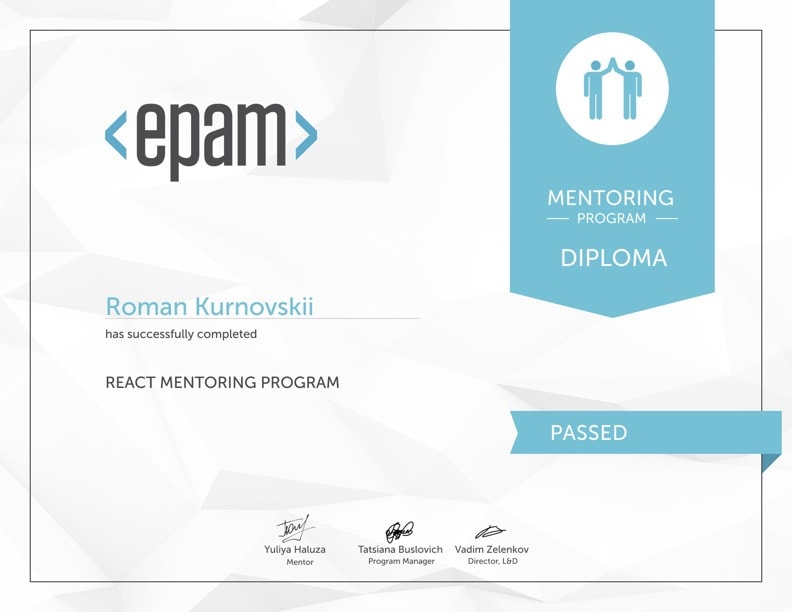 <epam>
MENTORING
PROGRAM
DIPLOMA
Roman Kurnovskii
has successfully completed
REACT MENTORING PROGRAM
PASSED
Yuliya Haluza
Mentor
Tatsiana Buslovich
Program Manager
Vadim Zelenkov
Director, L&D